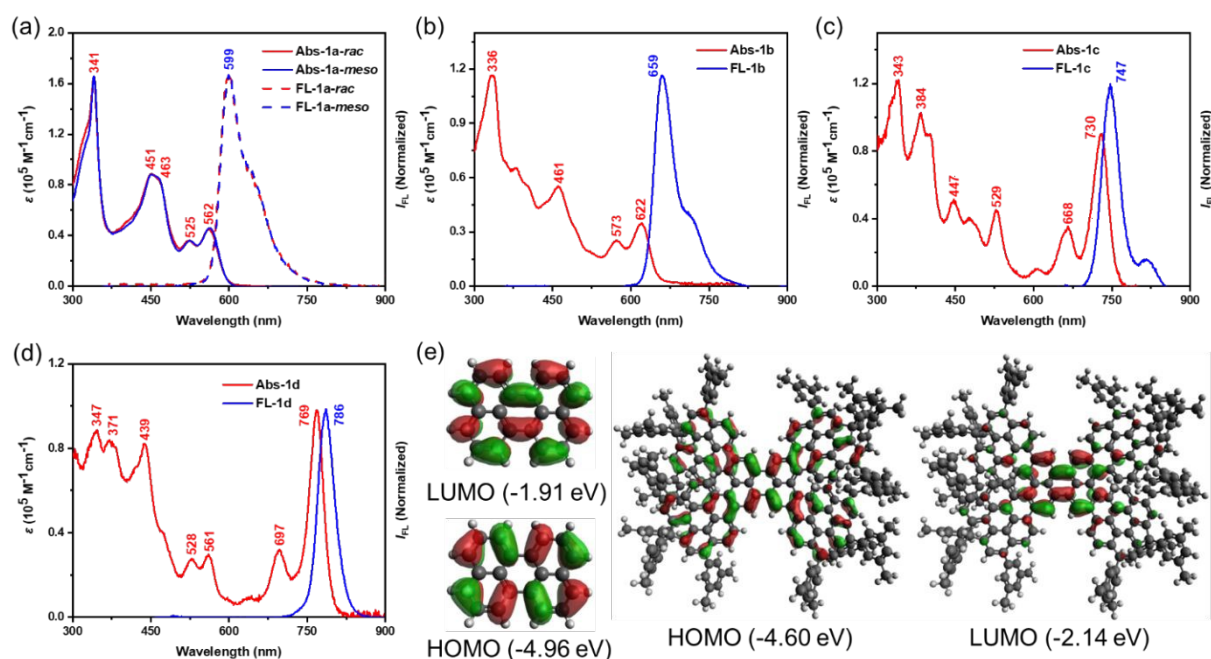 (a)
ε (10⁵ M⁻¹cm⁻¹)
2.0
1.6
1.2
0.8
0.4
0.0
341
451
463
525
562
599
Abs-1a-rac
Abs-1a-meso
FL-1a-rac
FL-1a-meso
300 450 600 750 900
Wavelength (nm)
I_FL (Normalized)
(b)
ε (10⁵ M⁻¹cm⁻¹)
1.2
0.8
0.4
0.0
336
461
573
622
659
Abs-1b
FL-1b
300 450 600 750 900
Wavelength (nm)
I_FL (Normalized)
(c)
ε (10⁵ M⁻¹cm⁻¹)
1.2
0.8
0.4
0.0
343
384
447
529
668
730
747
Abs-1c
FL-1c
300 450 600 750 900
Wavelength (nm)
I_FL (Normalized)
(d)
ε (10⁵ M⁻¹cm⁻¹)
1.2
0.8
0.4
0.0
347
371
439
528
561
697
769
786
Abs-1d
FL-1d
300 450 600 750 900
Wavelength (nm)
I_FL (Normalized)
(e)
LUMO (-1.91 eV)
HOMO (-4.96 eV)
HOMO (-4.60 eV)
LUMO (-2.14 eV)